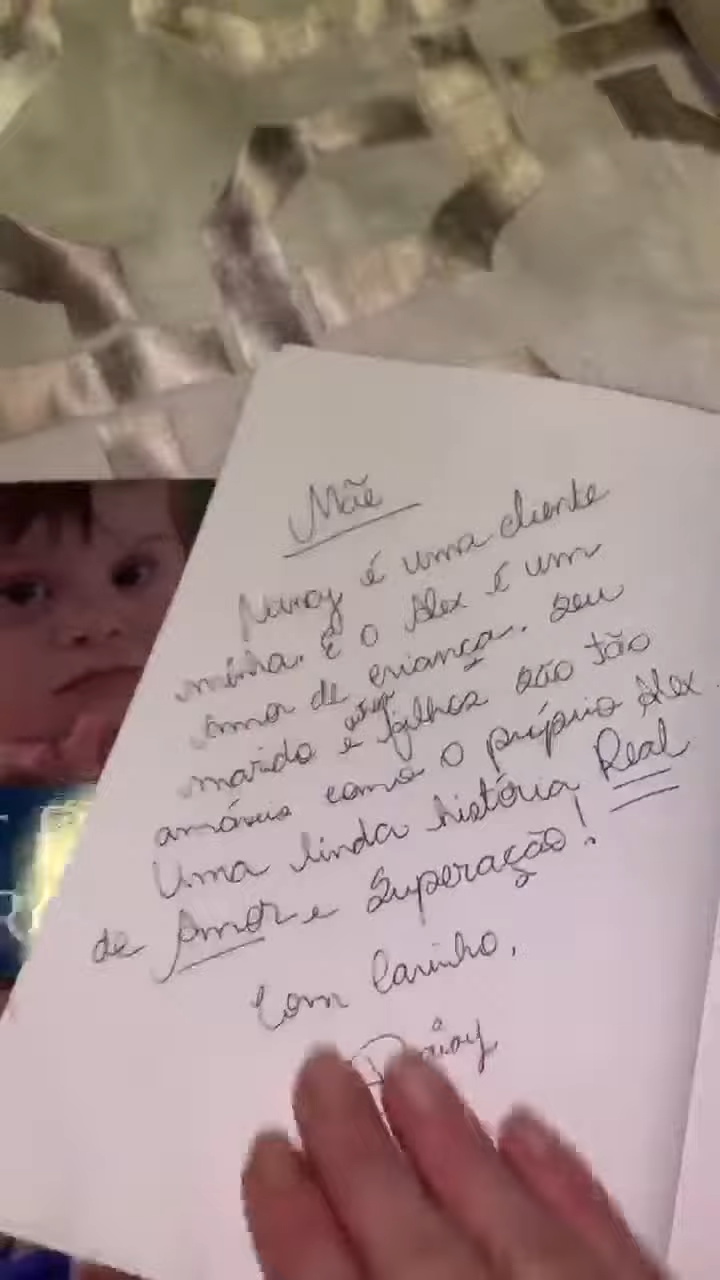 Mãe
Nancy é uma cliente
minha. E o Alex é um
amor de criança. Seu
marido e seus filhos são tão
amáveis como o próprio Alex.
Uma linda história Real
de Amor e Superação!
Com Carinho,